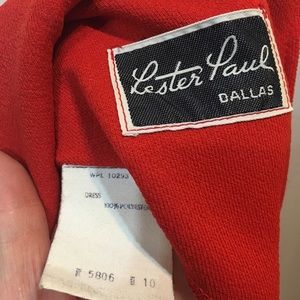 Lester Paul
DALLAS
WPL 10293
DRESS
100% POLYESTER
5806 10